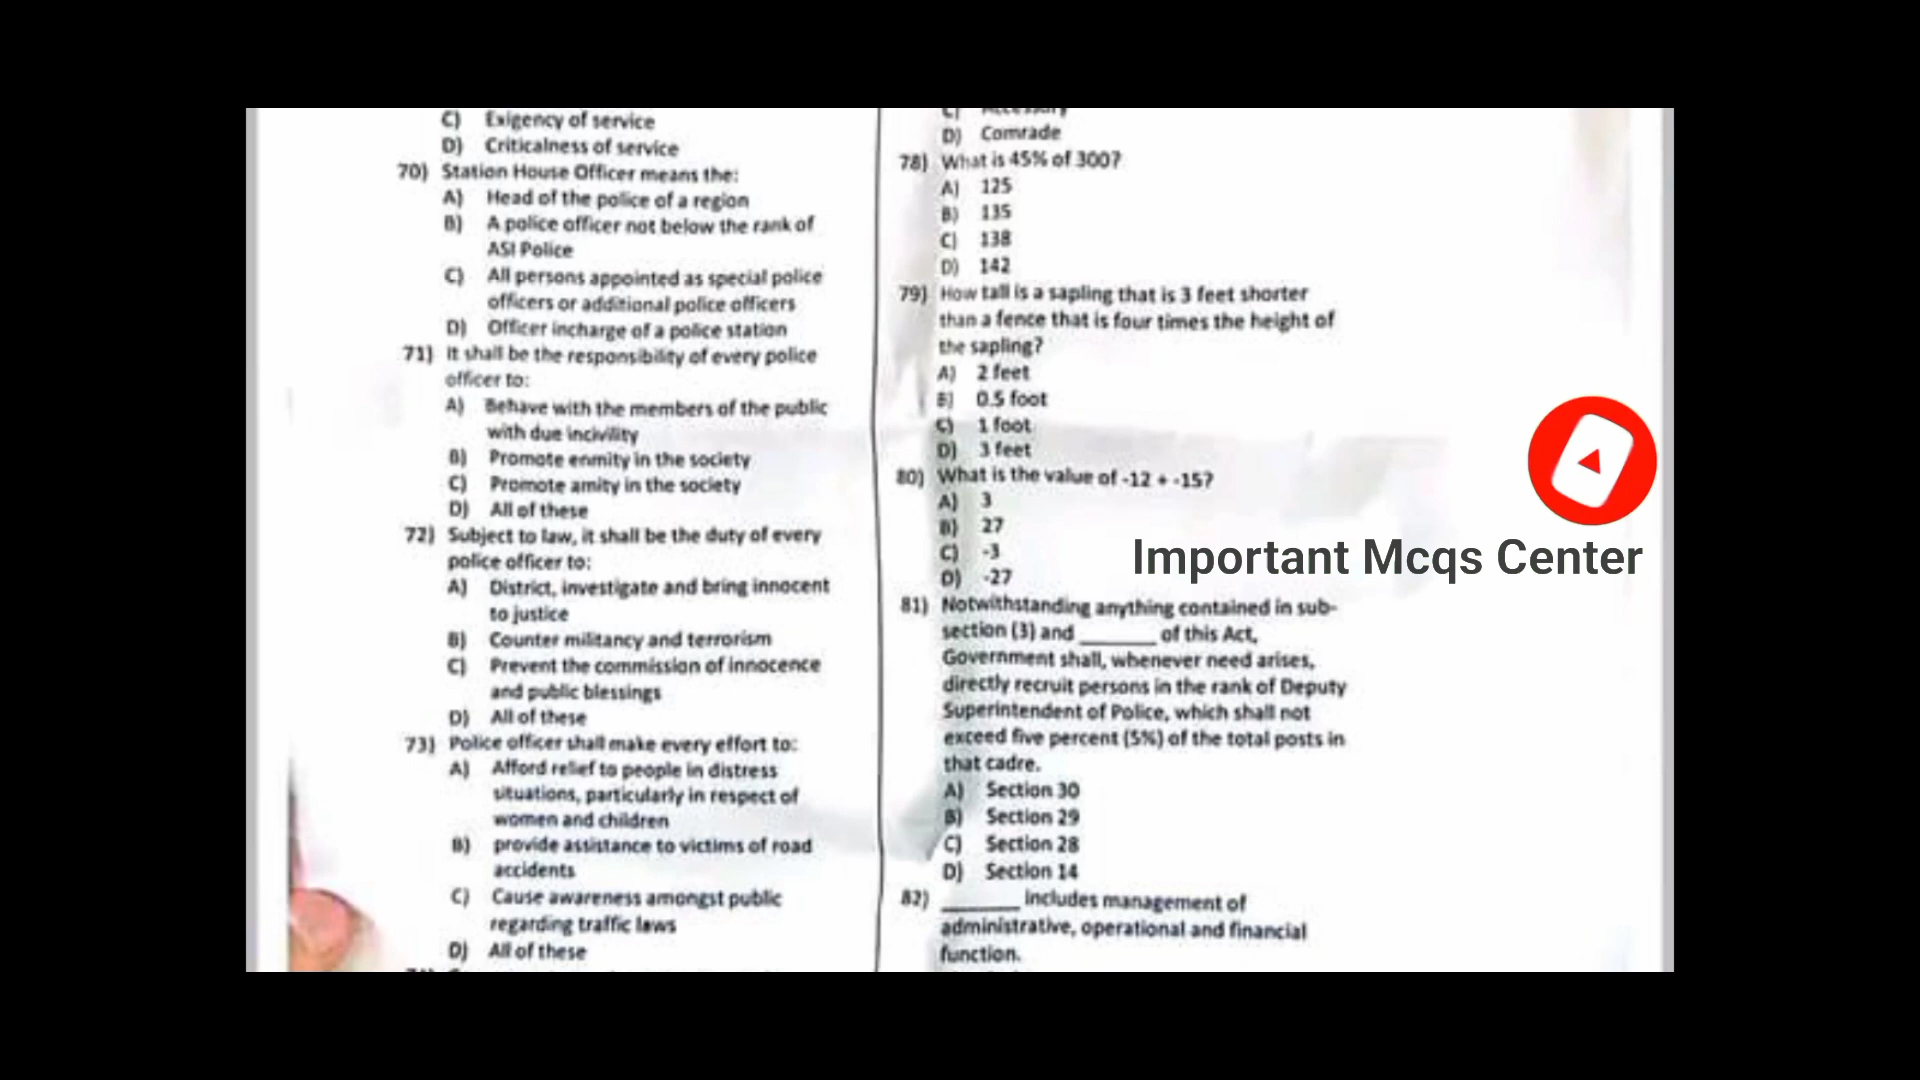 C) Exigency of service
D) Criticalness of service
70) Station House Officer means the:
A) Head of the police of a region
B) A police officer not below the rank of
ASI Police
C) All persons appointed as special police
officers or additional police officers
D) Officer incharge of a police station
71) It shall be the responsibility of every police
officer to:
A) Behave with the members of the public
with due incivility
B) Promote enmity in the society
C) Promote amity in the society
D) All of these
72) Subject to law, it shall be the duty of every
police officer to:
A) District, investigate and bring innocent
to justice
B) Counter militancy and terrorism
C) Prevent the commission of innocence
and public blessings
D) All of these
73) Police officer shall make every effort to:
A) Afford relief to people in distress
situations, particularly in respect of
women and children
B) provide assistance to victims of road
accidents
C) Cause awareness amongst public
regarding traffic laws
D) All of these
C) Accessary
D) Comrade
78) What is 45% of 300?
A) 125
B) 135
C) 138
D) 142
79) How tall is a sapling that is 3 feet shorter
than a fence that is four times the height of
the sapling?
A) 2 feet
B) 0.5 foot
C) 1 foot
D) 3 feet
80) What is the value of -12 + -15?
A) 3
B) 27
C) -3
D) -27
81) Notwithstanding anything contained in sub-
section (3) and _______ of this Act,
Government shall, whenever need arises,
directly recruit persons in the rank of Deputy
Superintendent of Police, which shall not
exceed five percent (5%) of the total posts in
that cadre.
A) Section 30
B) Section 29
C) Section 28
D) Section 14
82) _______ includes management of
administrative, operational and financial
function.
Important Mcqs Center